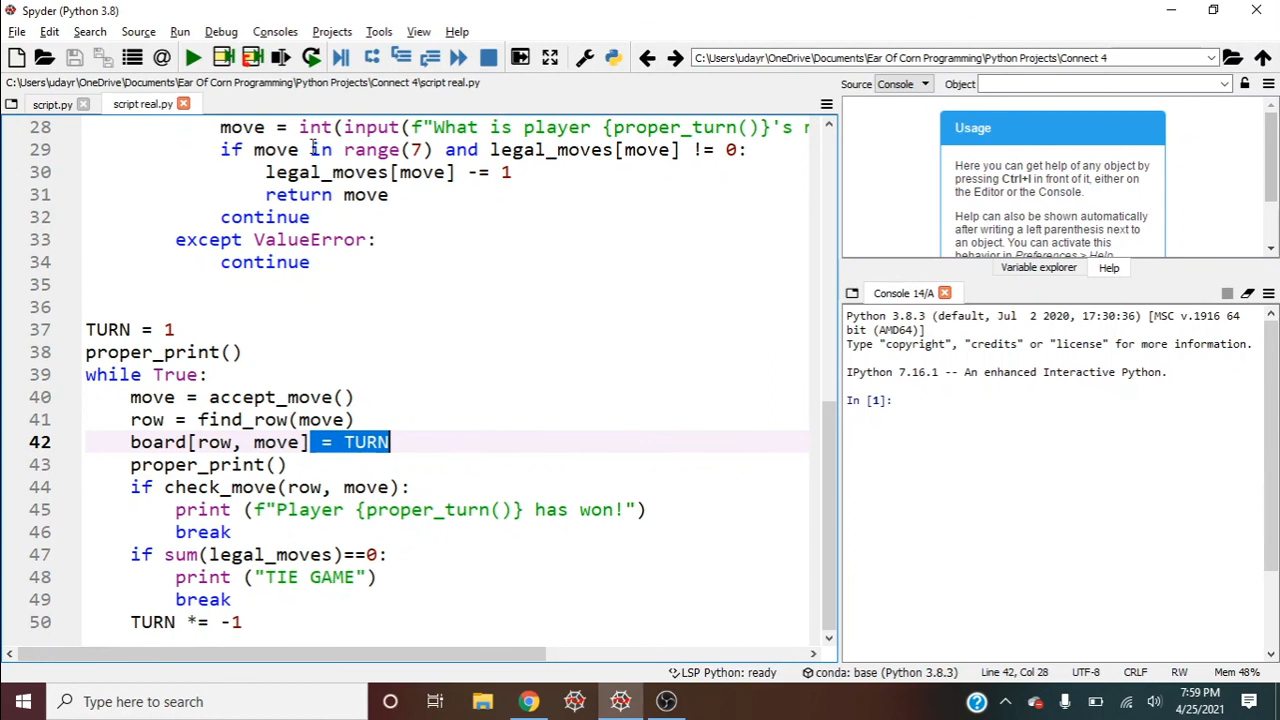 Spyder (Python 3.8)
File Edit Search Source Run Debug Consoles Projects Tools View Help
C:\Users\udayr\OneDrive\Documents\Ear Of Corn Programming\Python Projects\Connect 4
C:\Users\udayr\OneDrive\Documents\Ear Of Corn Programming\Python Projects\Connect 4\script real.py
script.py script real.py
28 move = int(input(f"What is player {proper_turn()}'s
29 if move in range(7) and legal_moves[move] != 0:
30 legal_moves[move] -= 1
31 return move
32 continue
33 except ValueError:
34 continue
35
36
37 TURN = 1
38 proper_print()
39 while True:
40 move = accept_move()
41 row = find_row(move)
42 board[row, move] = TURN
43 proper_print()
44 if check_move(row, move):
45 print (f"Player {proper_turn()} has won!")
46 break
47 if sum(legal_moves)==0:
48 print ("TIE GAME")
49 break
50 TURN *= -1
Source Console Object
Usage
Here you can get help of any object by
pressing Ctrl+I in front of it, either on
the Editor or the Console.
Help can also be shown automatically
after writing a left parenthesis next to
an object. You can activate this
behavior in Preferences > Help.
Variable explorer Help
Console 14/A
Python 3.8.3 (default, Jul 2 2020, 17:30:36) [MSC v.1916 64
bit (AMD64)]
Type "copyright", "credits" or "license" for more information.
IPython 7.16.1 -- An enhanced Interactive Python.
In [1]:
LSP Python: ready conda: base (Python 3.8.3) Line 42, Col 28 UTF-8 CRLF RW Mem 48%
Type here to search
7:59 PM
4/25/2021